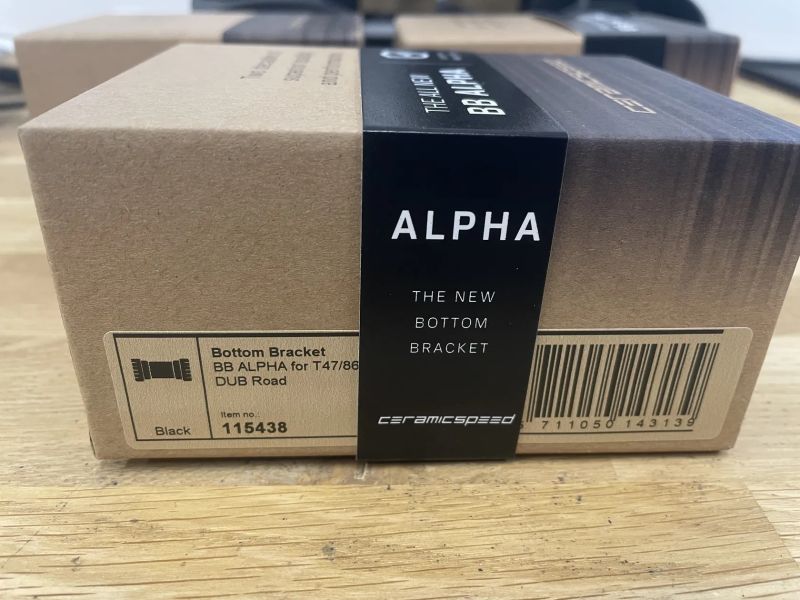 THE ALL NEW
BB ALPHA
ALPHA
THE NEW
BOTTOM
BRACKET
ceramicspeed
Bottom Bracket
BB ALPHA for T47/86
DUB Road
Item no.:
115438
Black
711050 143139